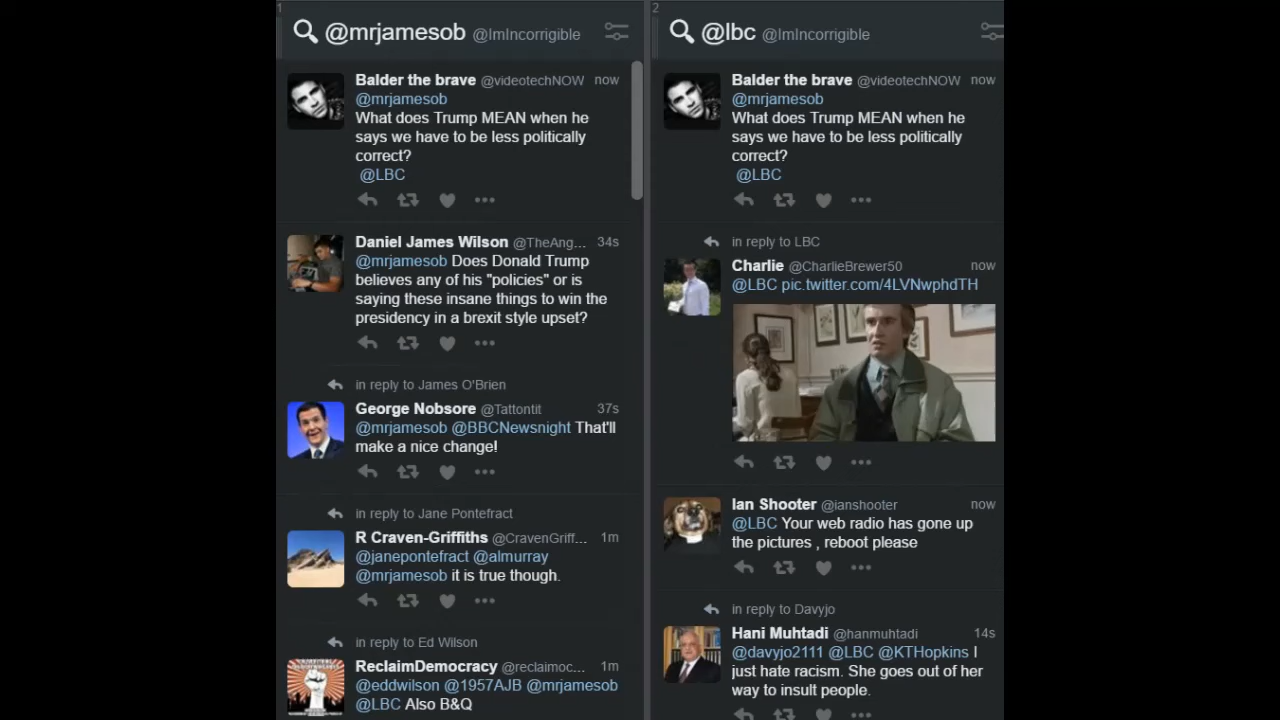 1
@mrjamesob @ImIncorrigible
Balder the brave @videotechNOW now
@mrjamesob
What does Trump MEAN when he
says we have to be less politically
correct?
@LBC
Daniel James Wilson @TheAng... 34s
@mrjamesob Does Donald Trump
believes any of his "policies" or is
saying these insane things to win the
presidency in a brexit style upset?
in reply to James O'Brien
George Nobsore @Tattontit 37s
@mrjamesob @BBCNewsnight That'll
make a nice change!
in reply to Jane Pontefract
R Craven-Griffiths @CravenGriff... 1m
@janepontefract @almurray
@mrjamesob it is true though.
in reply to Ed Wilson
ReclaimDemocracy @reclaimoc... 1m
@eddwilson @1957AJB @mrjamesob
@LBC Also B&Q
2
@lbc @ImIncorrigible
Balder the brave @videotechNOW now
@mrjamesob
What does Trump MEAN when he
says we have to be less politically
correct?
@LBC
in reply to LBC
Charlie @CharlieBrewer50 now
@LBC pic.twitter.com/4LVNwphdTH
Ian Shooter @ianshooter now
@LBC Your web radio has gone up
the pictures , reboot please
in reply to Davyjo
Hani Muhtadi @hanmuhtadi 14s
@davyjo2111 @LBC @KTHopkins I
just hate racism. She goes out of her
way to insult people.